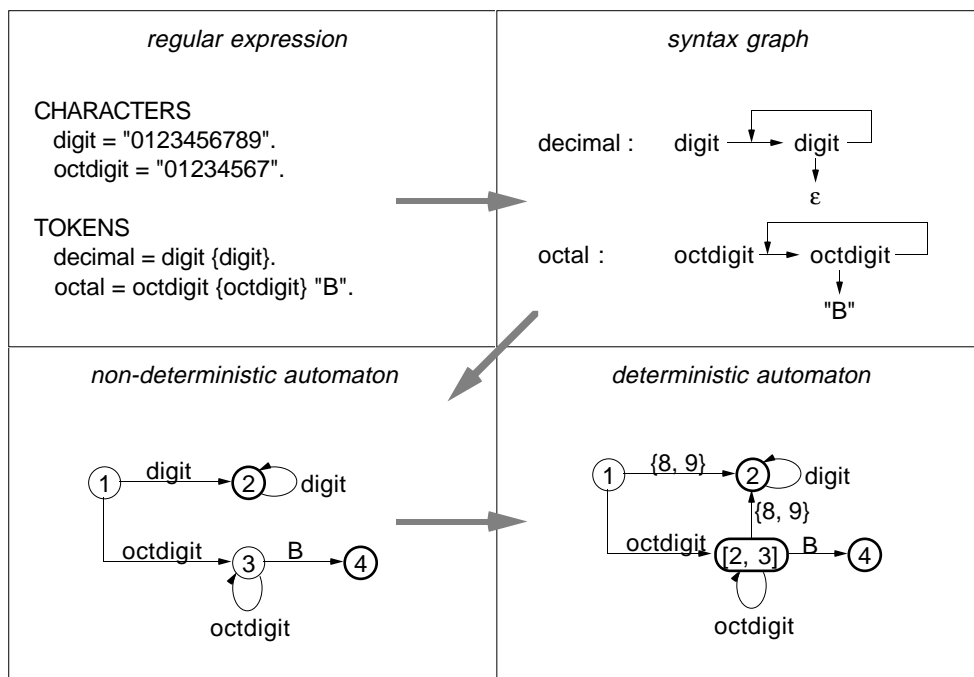 regular expression
CHARACTERS
digit = "0123456789".
octdigit = "01234567".
TOKENS
decimal = digit {digit}.
octal = octdigit {octdigit} "B".
syntax graph
decimal : digit digit
ε
octal : octdigit octdigit
"B"
non-deterministic automaton
1 digit 2 digit
octdigit 3 B 4
octdigit
deterministic automaton
1 {8, 9} 2 digit
{8, 9}
octdigit [2, 3] B 4
octdigit